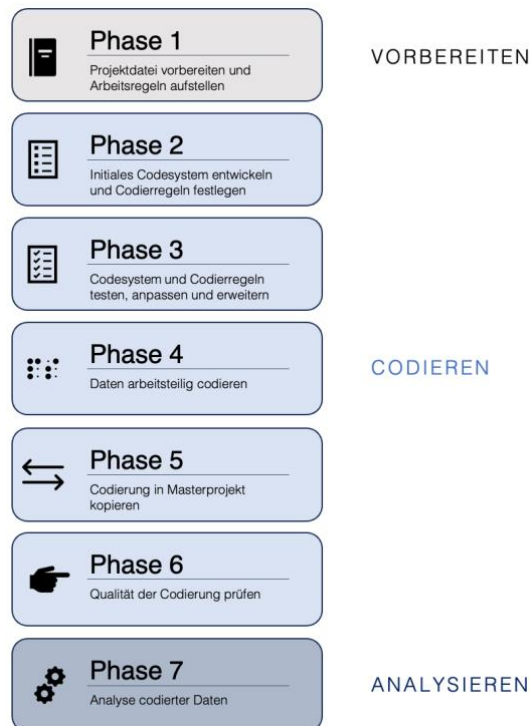 Phase 1
Projektdatei vorbereiten und
Arbeitsregeln aufstellen
VORBEREITEN
Phase 2
Initiales Codesystem entwickeln
und Codierregeln festlegen
Phase 3
Codesystem und Codierregeln
testen, anpassen und erweitern
Phase 4
Daten arbeitsteilig codieren
CODIEREN
Phase 5
Codierung in Masterprojekt
kopieren
Phase 6
Qualität der Codierung prüfen
Phase 7
Analyse codierter Daten
ANALYSIEREN